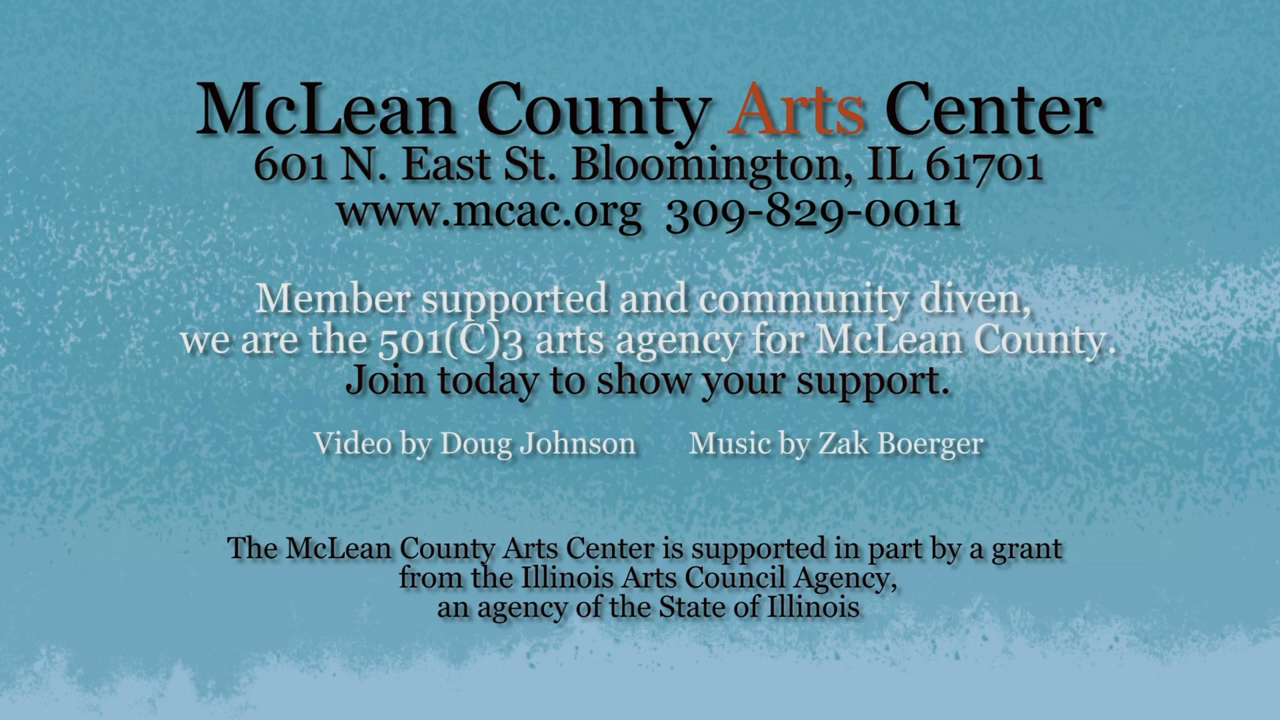 McLean County Arts Center
601 N. East St. Bloomington, IL 61701
www.mcac.org 309-829-0011
Member supported and community diven,
we are the 501(C)3 arts agency for McLean County.
Join today to show your support.
Video by Doug Johnson Music by Zak Boerger
The McLean County Arts Center is supported in part by a grant
from the Illinois Arts Council Agency,
an agency of the State of Illinois